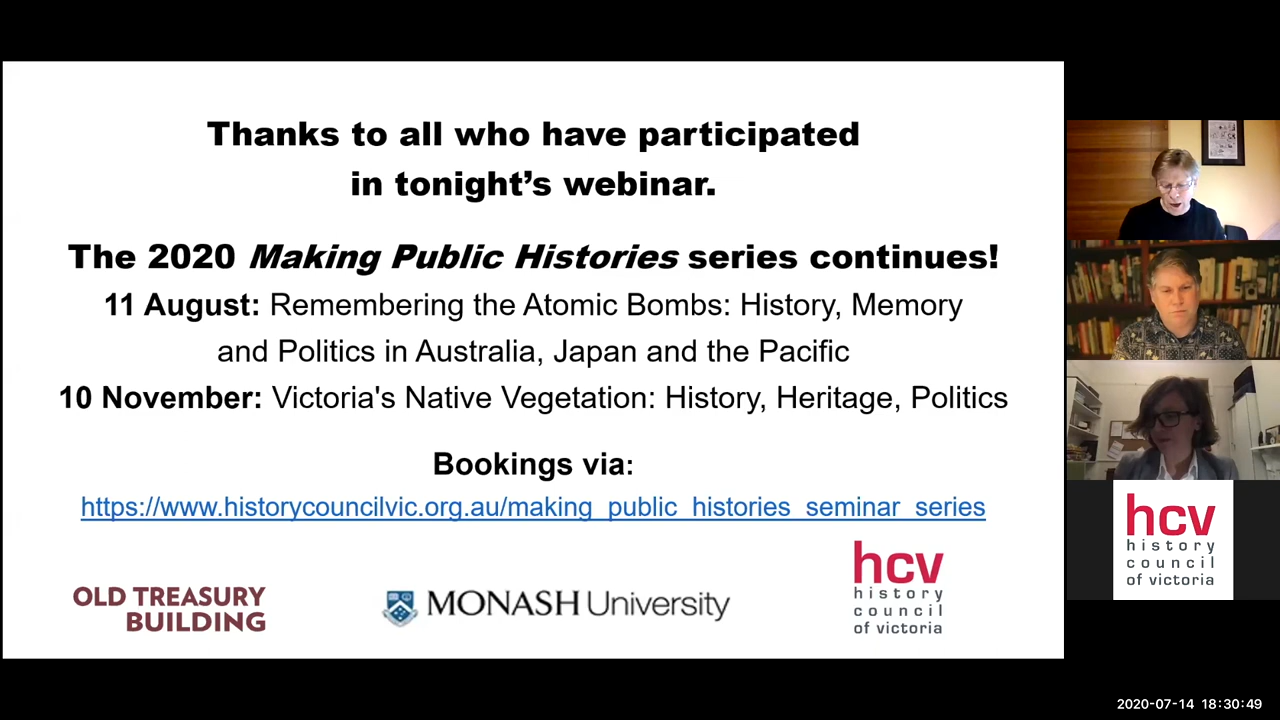 Thanks to all who have participated
in tonight’s webinar.
The 2020 Making Public Histories series continues!
11 August: Remembering the Atomic Bombs: History, Memory
and Politics in Australia, Japan and the Pacific
10 November: Victoria's Native Vegetation: History, Heritage, Politics
Bookings via:
https://www.historycouncilvic.org.au/making_public_histories_seminar_series
OLD TREASURY
BUILDING
MONASH University
hcv
history
council
of victoria
hcv
history
council
of victoria
2020-07-14 18:30:49